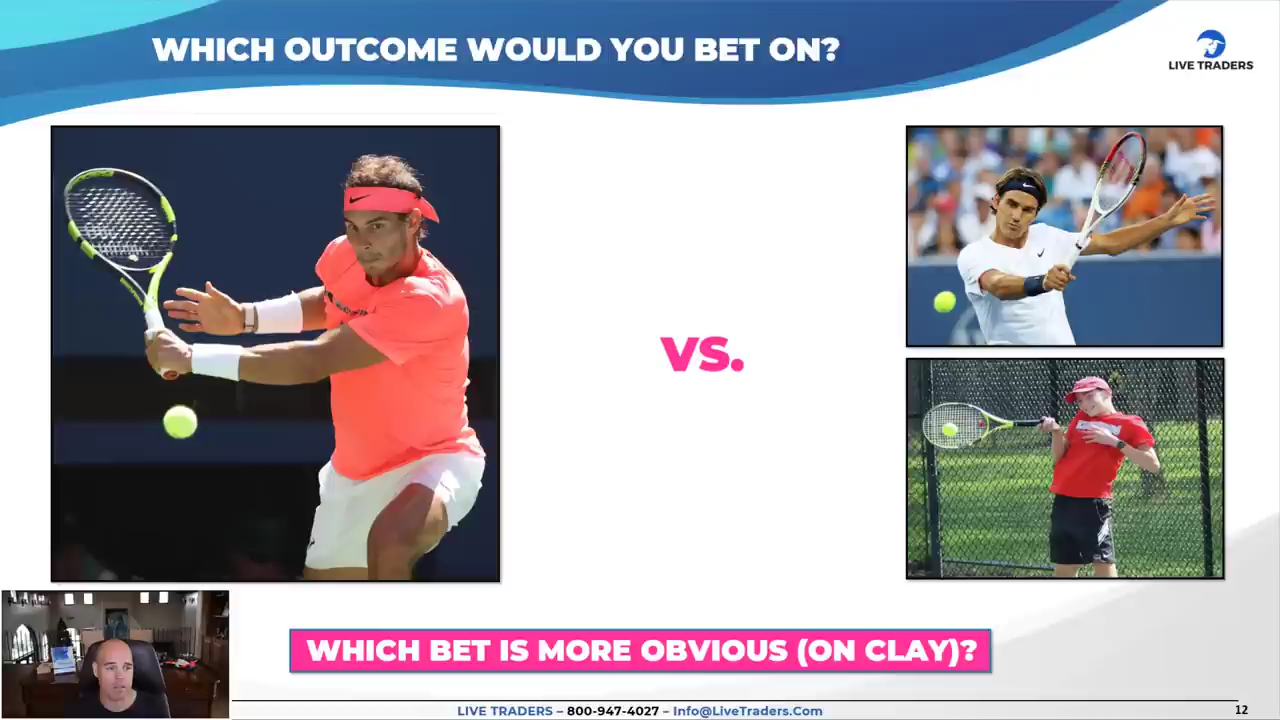 WHICH OUTCOME WOULD YOU BET ON?
LIVE TRADERS
VS.
WHICH BET IS MORE OBVIOUS (ON CLAY)?
LIVE TRADERS – 800-947-4027 – Info@LiveTraders.Com
12